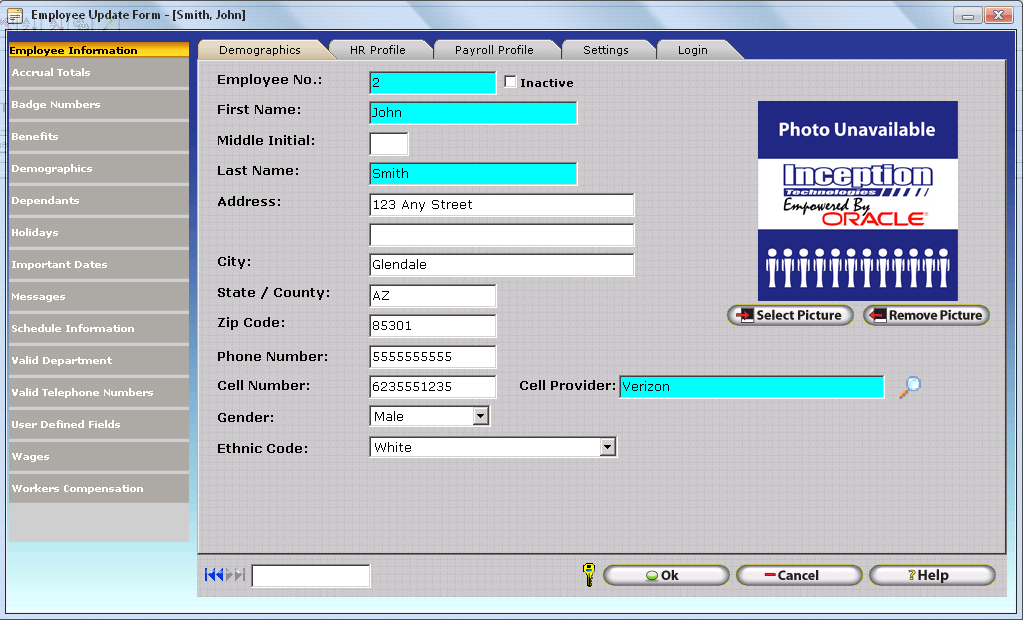 Employee Update Form - [Smith, John]
Employee Information
Accrual Totals
Badge Numbers
Benefits
Demographics
Dependants
Holidays
Important Dates
Messages
Schedule Information
Valid Department
Valid Telephone Numbers
User Defined Fields
Wages
Workers Compensation
Demographics HR Profile Payroll Profile Settings Login
Employee No.: 2 Inactive
First Name: John
Middle Initial:
Last Name: Smith
Address: 123 Any Street
City: Glendale
State / County: AZ
Zip Code: 85301
Phone Number: 5555555555
Cell Number: 6235551235 Cell Provider: Verizon
Gender: Male
Ethnic Code: White
Photo Unavailable
Inception
Technologies
Empowered By
ORACLE
Select Picture Remove Picture
Ok Cancel ?Help